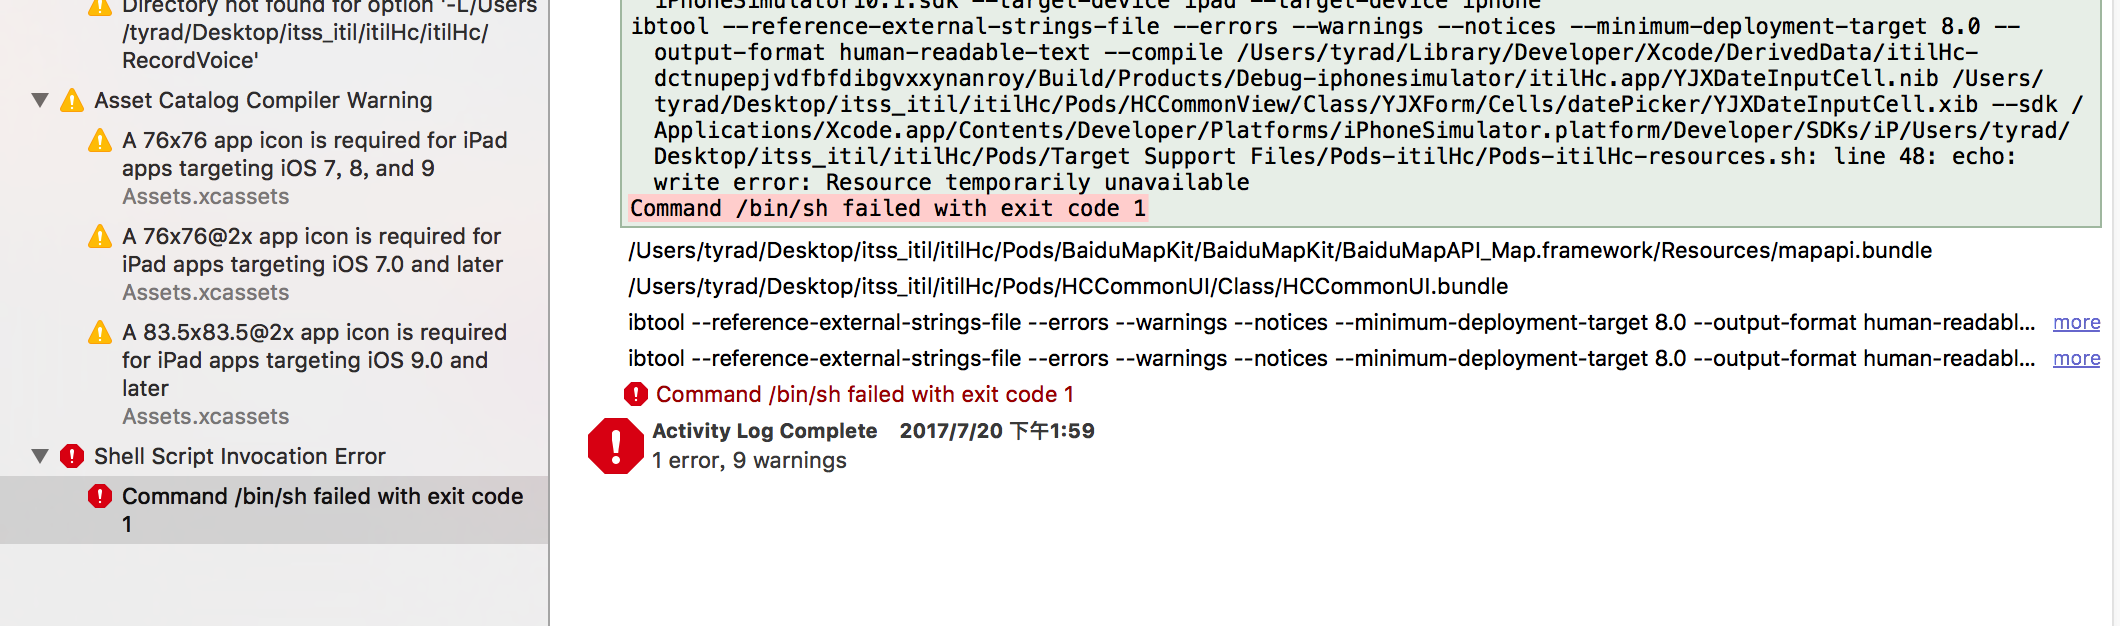 Directory not found for option '-L/Users
/tyrad/Desktop/itss_itil/itilHc/itilHc/
RecordVoice'
Asset Catalog Compiler Warning
A 76x76 app icon is required for iPad
apps targeting iOS 7, 8, and 9
Assets.xcassets
A 76x76@2x app icon is required for
iPad apps targeting iOS 7.0 and later
Assets.xcassets
A 83.5x83.5@2x app icon is required
for iPad apps targeting iOS 9.0 and
later
Assets.xcassets
Shell Script Invocation Error
Command /bin/sh failed with exit code
1
iPhoneSimulator10.1.sdk --target-device ipad --target-device iphone
ibtool --reference-external-strings-file --errors --warnings --notices --minimum-deployment-target 8.0 --
output-format human-readable-text --compile /Users/tyrad/Library/Developer/Xcode/DerivedData/itilHc-
dctnupepjvdfbfdibgvxxynanroy/Build/Products/Debug-iphonesimulator/itilHc.app/YJXDateInputCell.nib /Users/
tyrad/Desktop/itss_itil/itilHc/Pods/HCCommonView/Class/YJXForm/Cells/datePicker/YJXDateInputCell.xib --sdk /
Applications/Xcode.app/Contents/Developer/Platforms/iPhoneSimulator.platform/Developer/SDKs/iP/Users/tyrad/
Desktop/itss_itil/itilHc/Pods/Target Support Files/Pods-itilHc/Pods-itilHc-resources.sh: line 48: echo:
write error: Resource temporarily unavailable
Command /bin/sh failed with exit code 1
/Users/tyrad/Desktop/itss_itil/itilHc/Pods/BaiduMapKit/BaiduMapKit/BaiduMapAPI_Map.framework/Resources/mapapi.bundle
/Users/tyrad/Desktop/itss_itil/itilHc/Pods/HCCommonUI/Class/HCCommonUI.bundle
ibtool --reference-external-strings-file --errors --warnings --notices --minimum-deployment-target 8.0 --output-format human-readabl... more
ibtool --reference-external-strings-file --errors --warnings --notices --minimum-deployment-target 8.0 --output-format human-readabl... more
Command /bin/sh failed with exit code 1
Activity Log Complete 2017/7/20 下午1:59
1 error, 9 warnings